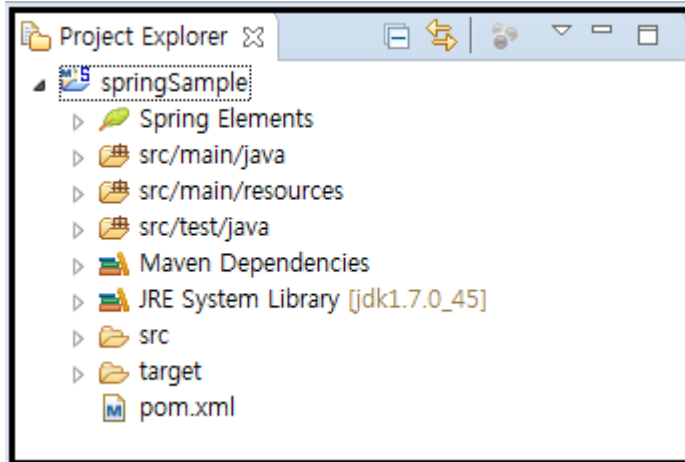 Project Explorer
springSample
Spring Elements
src/main/java
src/main/resources
src/test/java
Maven Dependencies
JRE System Library [jdk1.7.0_45]
src
target
pom.xml